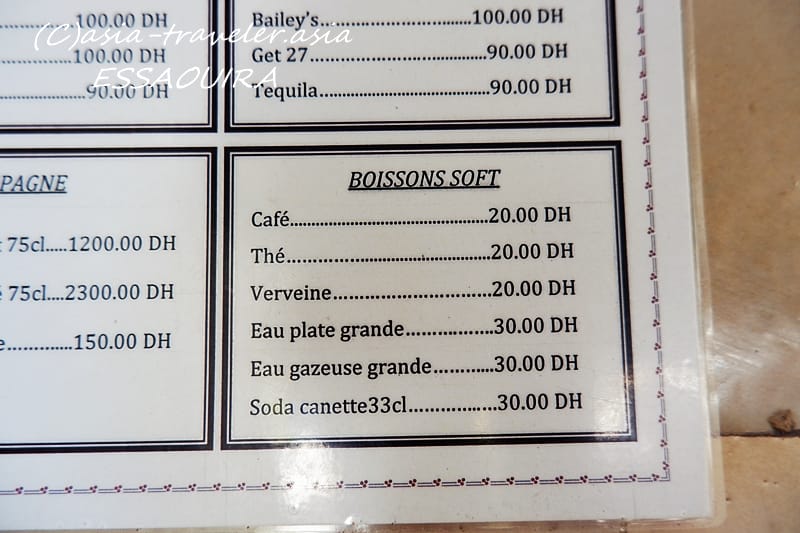 (C)asia-traveler.asia
ESSAOUIRA
....................100.00 DH
....................100.00 DH
....................90.00 DH
Bailey's..............................100.00 DH
Get 27..................................90.00 DH
Tequila.................................90.00 DH
PAGNE
75cl.....1200.00 DH
75cl....2300.00 DH
e.............150.00 DH
BOISSONS SOFT
Café.......................................20.00 DH
Thé........................................20.00 DH
Verveine...............................20.00 DH
Eau plate grande.................30.00 DH
Eau gazeuse grande............30.00 DH
Soda canette33cl.................30.00 DH